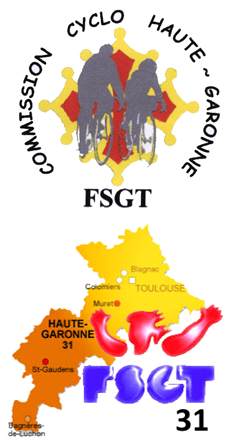 COMMISSION CYCLO HAUTE ~ GARONNE
FSGT
Blagnac
Colomiers
TOULOUSE
Muret
HAUTE-
GARONNE
31
St-Gaudens
FSGT
Bagnères-
de-Luchon
31